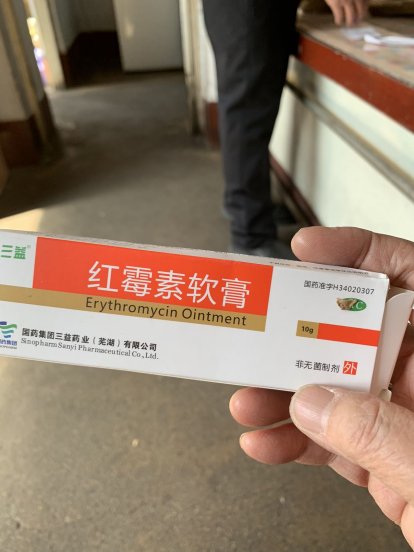 三益®
红霉素软膏
Erythromycin Ointment
国药准字H34020307
10g
国药集团三益药业（芜湖）有限公司
Sinopharm Sanyi Pharmaceutical Co., Ltd.
非无菌制剂 外